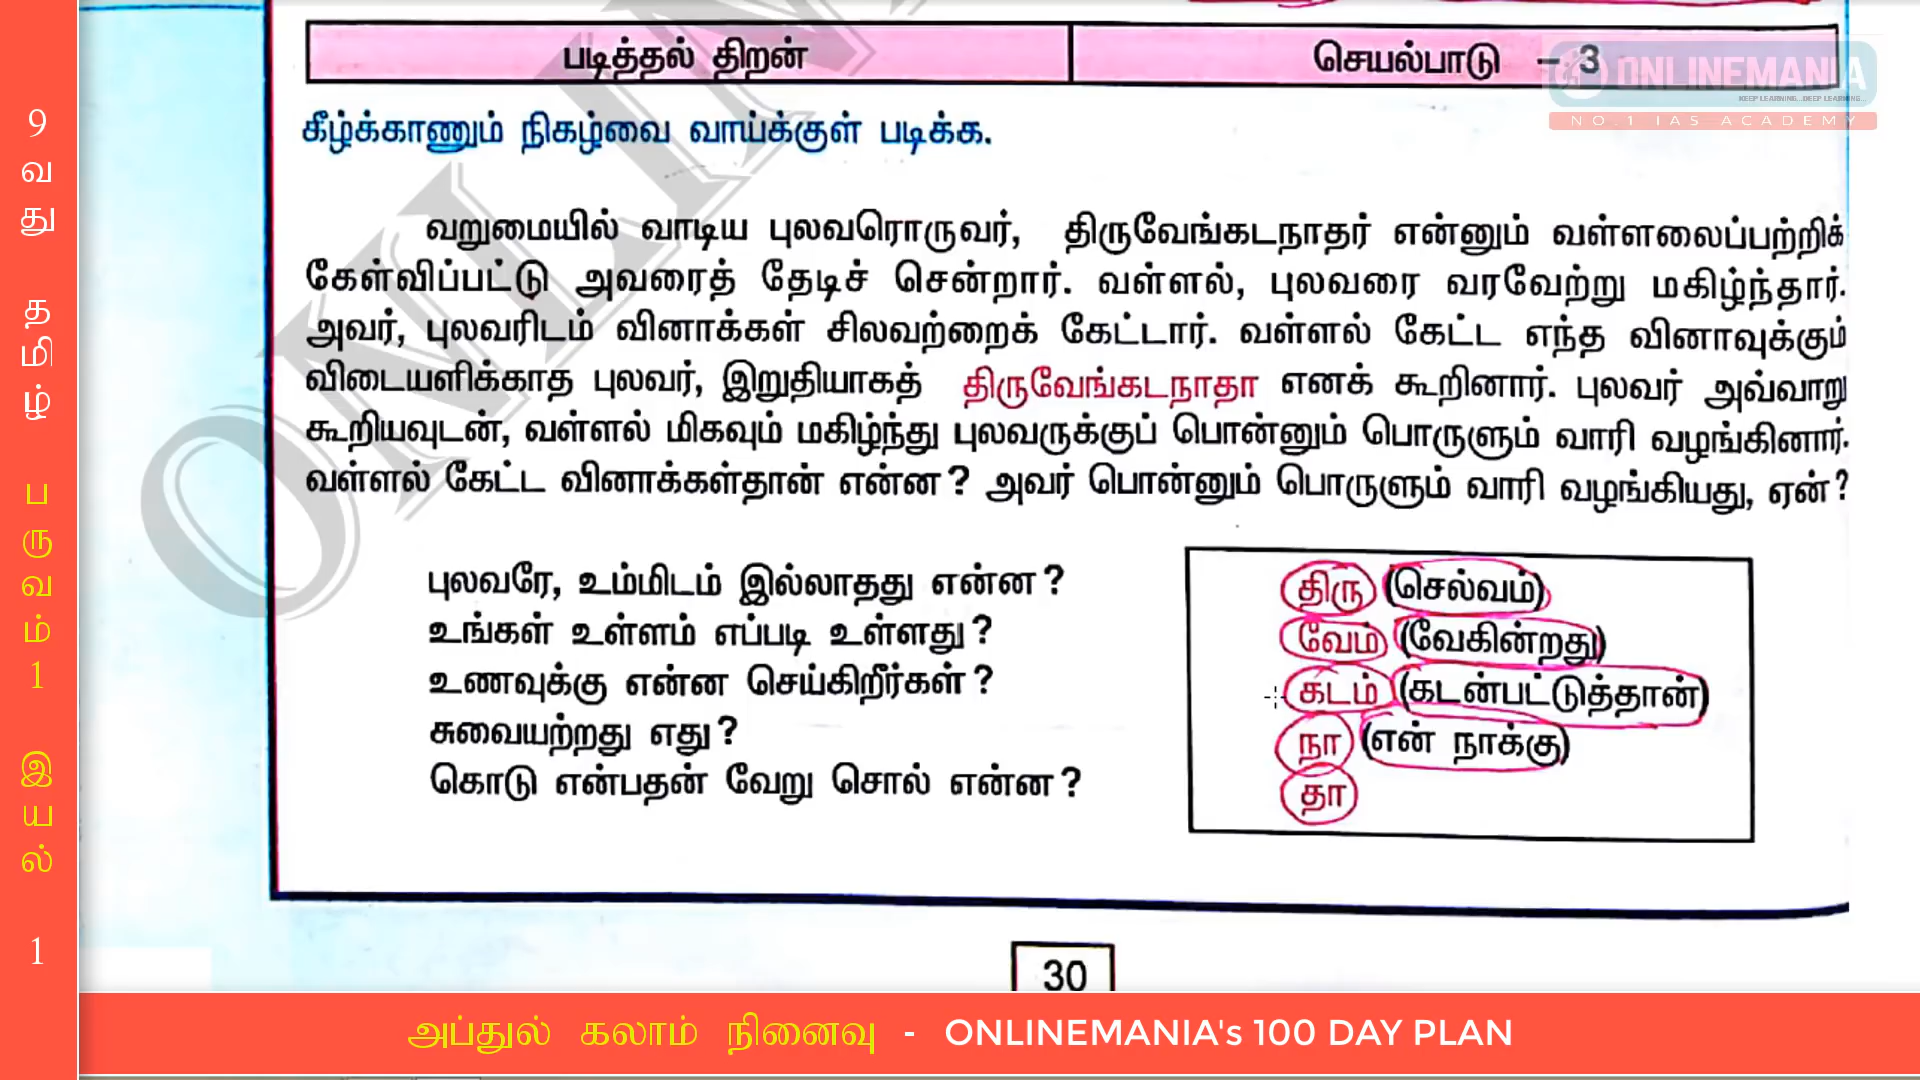 படித்தல் திறன்
செயல்பாடு - 3
ONLINEMANIA
KEEP LEARNING...DEEP LEARNING...
NO.1 IAS ACADEMY
கீழ்க்காணும் நிகழ்வை வாய்க்குள் படிக்க.
வறுமையில் வாடிய புலவரொருவர், திருவேங்கடநாதர் என்னும் வள்ளலைப்பற்றிக்
கேள்விப்பட்டு அவரைத் தேடிச் சென்றார். வள்ளல், புலவரை வரவேற்று மகிழ்ந்தார்.
அவர், புலவரிடம் வினாக்கள் சிலவற்றைக் கேட்டார். வள்ளல் கேட்ட எந்த வினாவுக்கும்
விடையளிக்காத புலவர், இறுதியாகத் திருவேங்கடநாதா எனக் கூறினார். புலவர் அவ்வாறு
கூறியவுடன், வள்ளல் மிகவும் மகிழ்ந்து புலவருக்குப் பொன்னும் பொருளும் வாரி வழங்கினார்.
வள்ளல் கேட்ட வினாக்கள்தான் என்ன? அவர் பொன்னும் பொருளும் வாரி வழங்கியது, ஏன்?
புலவரே, உம்மிடம் இல்லாதது என்ன?
உங்கள் உள்ளம் எப்படி உள்ளது?
உணவுக்கு என்ன செய்கிறீர்கள்?
சுவையற்றது எது?
கொடு என்பதன் வேறு சொல் என்ன?
திரு (செல்வம்)
வேம் (வேகின்றது)
கடம் (கடன்பட்டுத்தான்)
நா (என் நாக்கு)
தா
30
9வது தமிழ் பருவம்1 இயல் 1
அப்துல் கலாம் நினைவு - ONLINEMANIA's 100 DAY PLAN